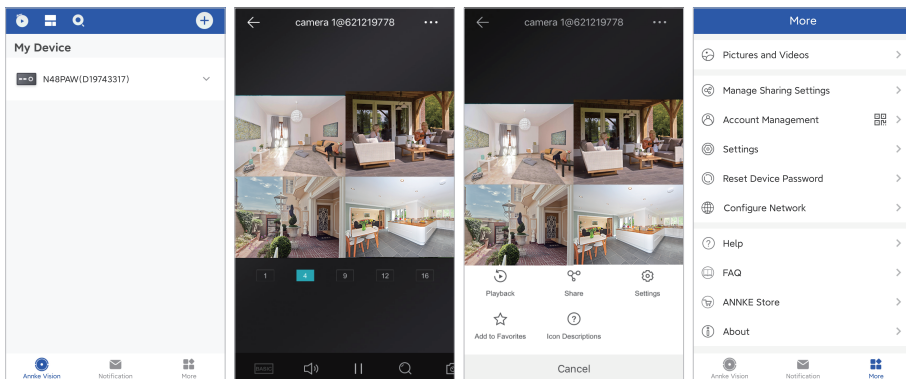 My Device
N48PAW(D19743317)
Annke Vision
Notification
More
camera 1@621219778
1
4
9
12
16
BASIC
camera 1@621219778
Playback
Share
Settings
Add to Favorites
Icon Descriptions
Cancel
More
Pictures and Videos
Manage Sharing Settings
Account Management
Settings
Reset Device Password
Configure Network
Help
FAQ
ANNKE Store
About
Annke Vision
Notification
More